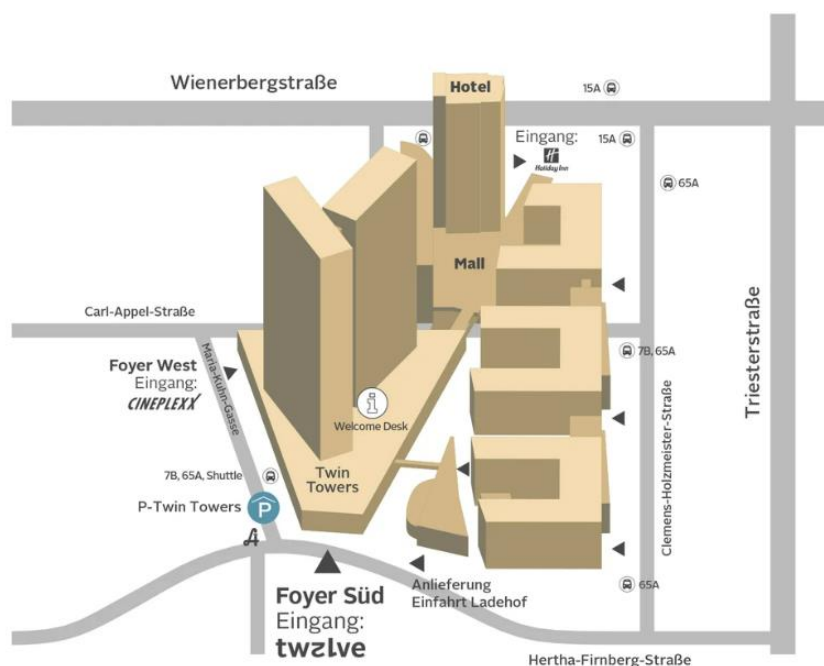 Wienerbergstraße
Hotel
15A
Eingang:
Holiday Inn
15A
65A
Mall
Carl-Appel-Straße
Maria-Kuhn-Gasse
Foyer West
Eingang:
CINEPLEXX
7B, 65A
Triesterstraße
Clemens-Holzmeister-Straße
i
Welcome Desk
Twin
Towers
7B, 65A, Shuttle
P-Twin Towers
P
Foyer Süd
Eingang:
twzlve
Anlieferung
Einfahrt Ladehof
65A
Hertha-Firnberg-Straße